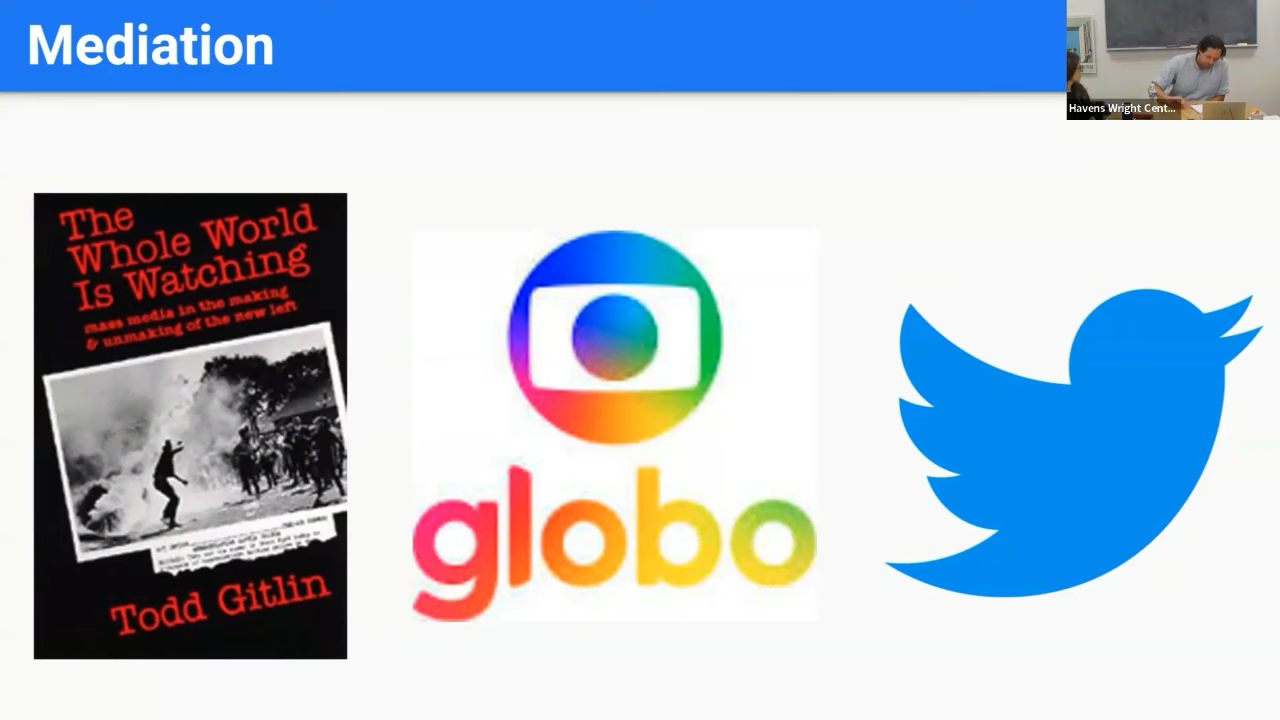 Mediation
Havens Wright Cent...
The
Whole World
Is Watching
mass media in the making
& unmaking of the new left
Todd Gitlin
globo